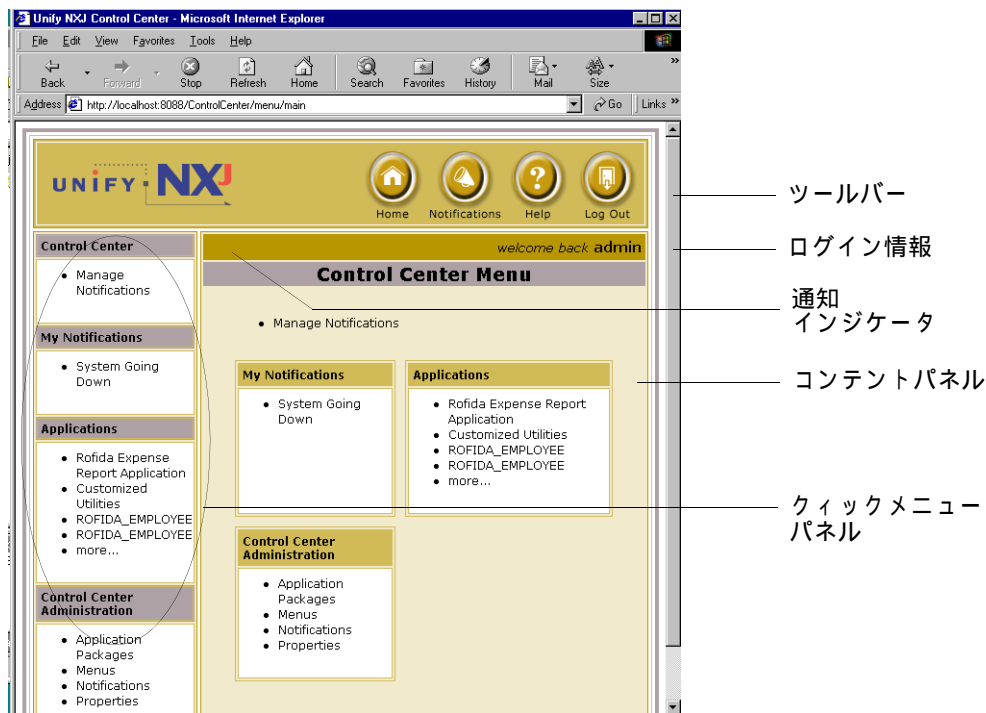 Unify NXJ Control Center - Microsoft Internet Explorer
File Edit View Favorites Tools Help
Back Forward Stop Refresh Home Search Favorites History Mail Size »
Address http://localhost:8088/ControlCenter/menu/main Go Links »
UNiFY NXJ
Home Notifications Help Log Out
ツールバー
welcome back admin
ログイン情報
Control Center Menu
通知
インジケータ
Control Center
• Manage
Notifications
My Notifications
• System Going
Down
Applications
• Rofida Expense
Report Application
• Customized
Utilities
• ROFIDA_EMPLOYEE
• ROFIDA_EMPLOYEE
• more...
Control Center
Administration
• Application
Packages
• Menus
• Notifications
• Properties
• Manage Notifications
My Notifications
• System Going
Down
Applications
• Rofida Expense Report
Application
• Customized Utilities
• ROFIDA_EMPLOYEE
• ROFIDA_EMPLOYEE
• more...
Control Center
Administration
• Application
Packages
• Menus
• Notifications
• Properties
コンテントパネル
クィックメニュー
パネル